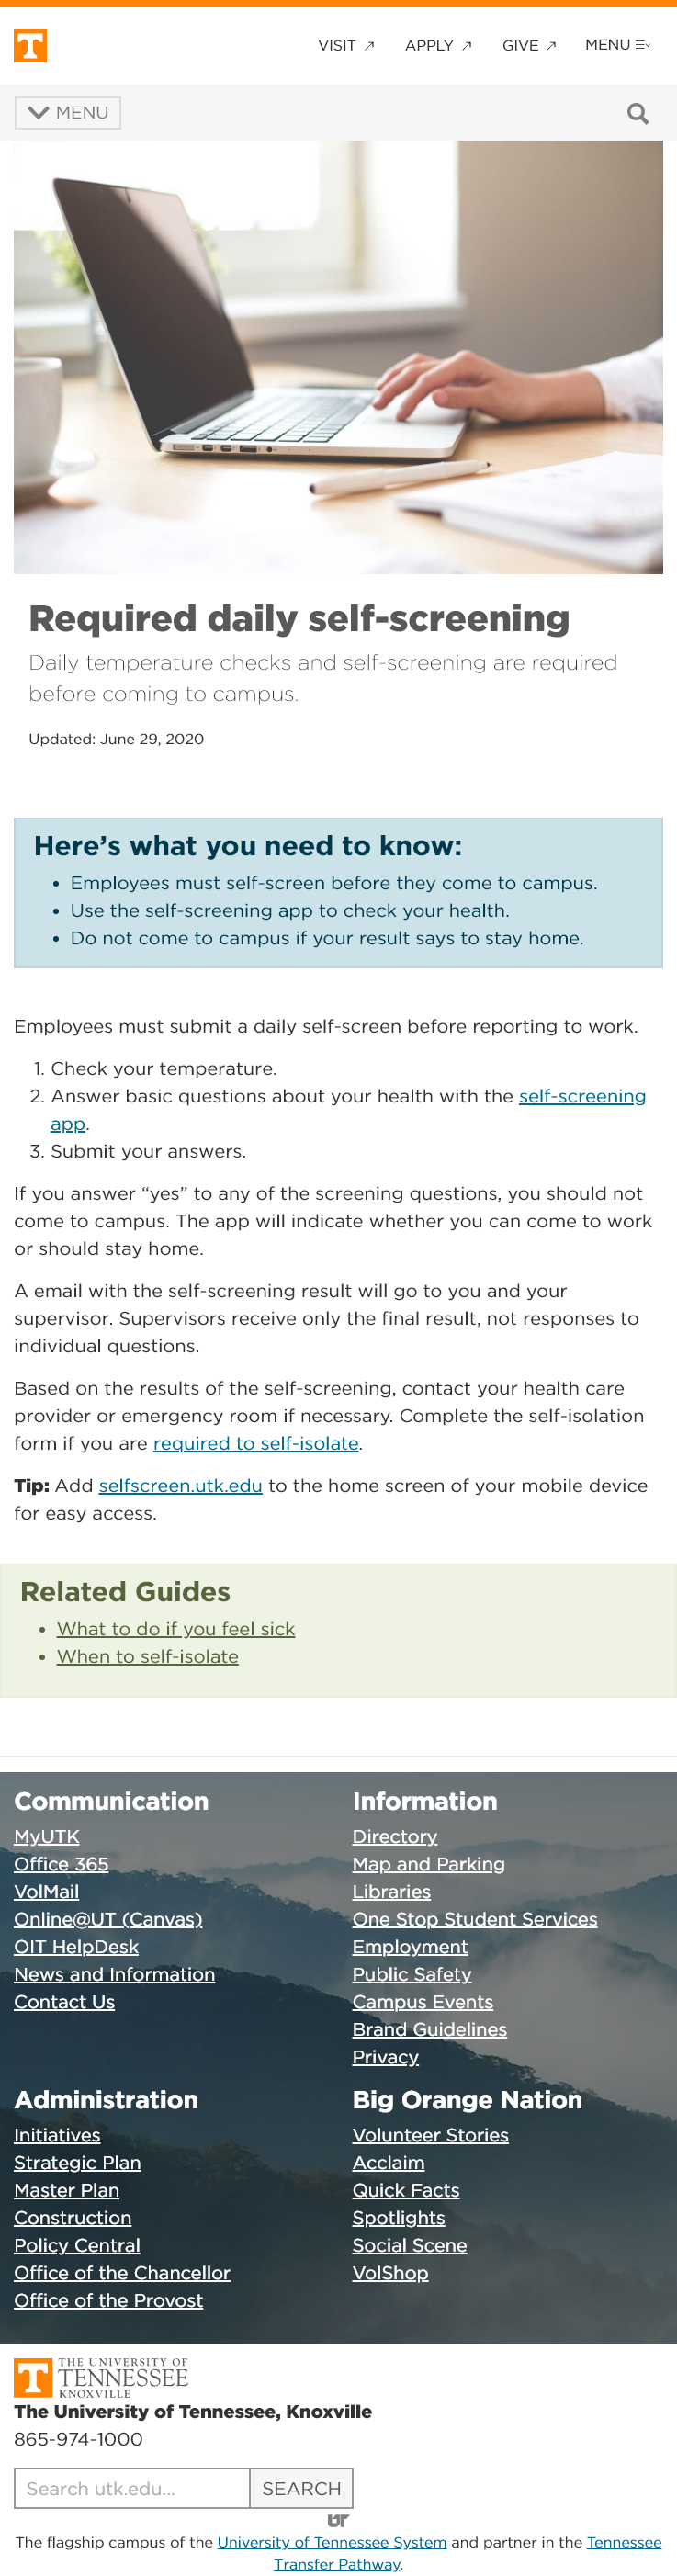 T
VISIT ↗ APPLY ↗ GIVE ↗ MENU
MENU
Required daily self-screening
Daily temperature checks and self-screening are required
before coming to campus.
Updated: June 29, 2020
Here’s what you need to know:
• Employees must self-screen before they come to campus.
• Use the self-screening app to check your health.
• Do not come to campus if your result says to stay home.
Employees must submit a daily self-screen before reporting to work.
1. Check your temperature.
2. Answer basic questions about your health with the self-screening
app.
3. Submit your answers.
If you answer “yes” to any of the screening questions, you should not
come to campus. The app will indicate whether you can come to work
or should stay home.
A email with the self-screening result will go to you and your
supervisor. Supervisors receive only the final result, not responses to
individual questions.
Based on the results of the self-screening, contact your health care
provider or emergency room if necessary. Complete the self-isolation
form if you are required to self-isolate.
Tip: Add selfscreen.utk.edu to the home screen of your mobile device
for easy access.
Related Guides
• What to do if you feel sick
• When to self-isolate
Communication
MyUTK
Office 365
VolMail
Online@UT (Canvas)
OIT HelpDesk
News and Information
Contact Us
Information
Directory
Map and Parking
Libraries
One Stop Student Services
Employment
Public Safety
Campus Events
Brand Guidelines
Privacy
Administration
Initiatives
Strategic Plan
Master Plan
Construction
Policy Central
Office of the Chancellor
Office of the Provost
Big Orange Nation
Volunteer Stories
Acclaim
Quick Facts
Spotlights
Social Scene
VolShop
T
THE UNIVERSITY OF
TENNESSEE
KNOXVILLE
The University of Tennessee, Knoxville
865-974-1000
Search utk.edu... SEARCH
UT
The flagship campus of the University of Tennessee System and partner in the Tennessee
Transfer Pathway.